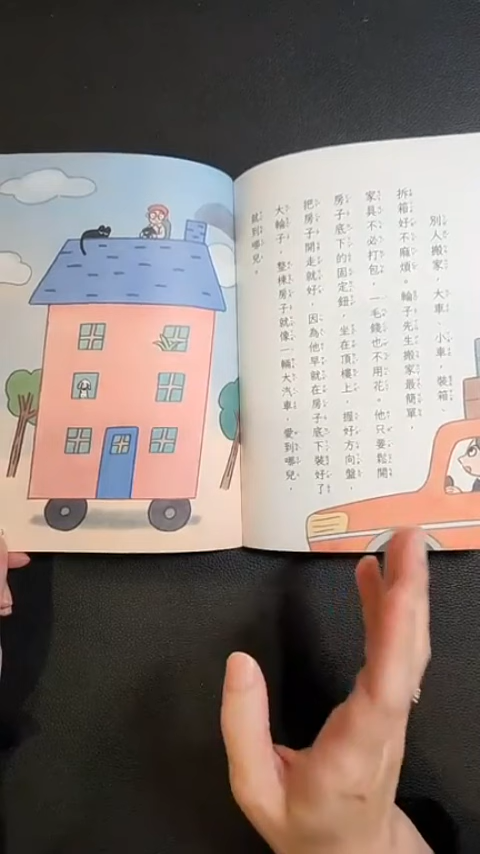 別人搬家，大車、小車，裝箱、
拆箱好不麻煩。輪子先生搬家最簡單，
家具不必打包，一毛錢也不用花。他只要鬆開
房子底下的固定鈕，坐在頂樓上，握好方向盤，
把房子開走就好。因為他早就在房子底下裝好了
大輪子，整棟房子就像一輛大汽車，愛到哪兒，
就到哪兒。